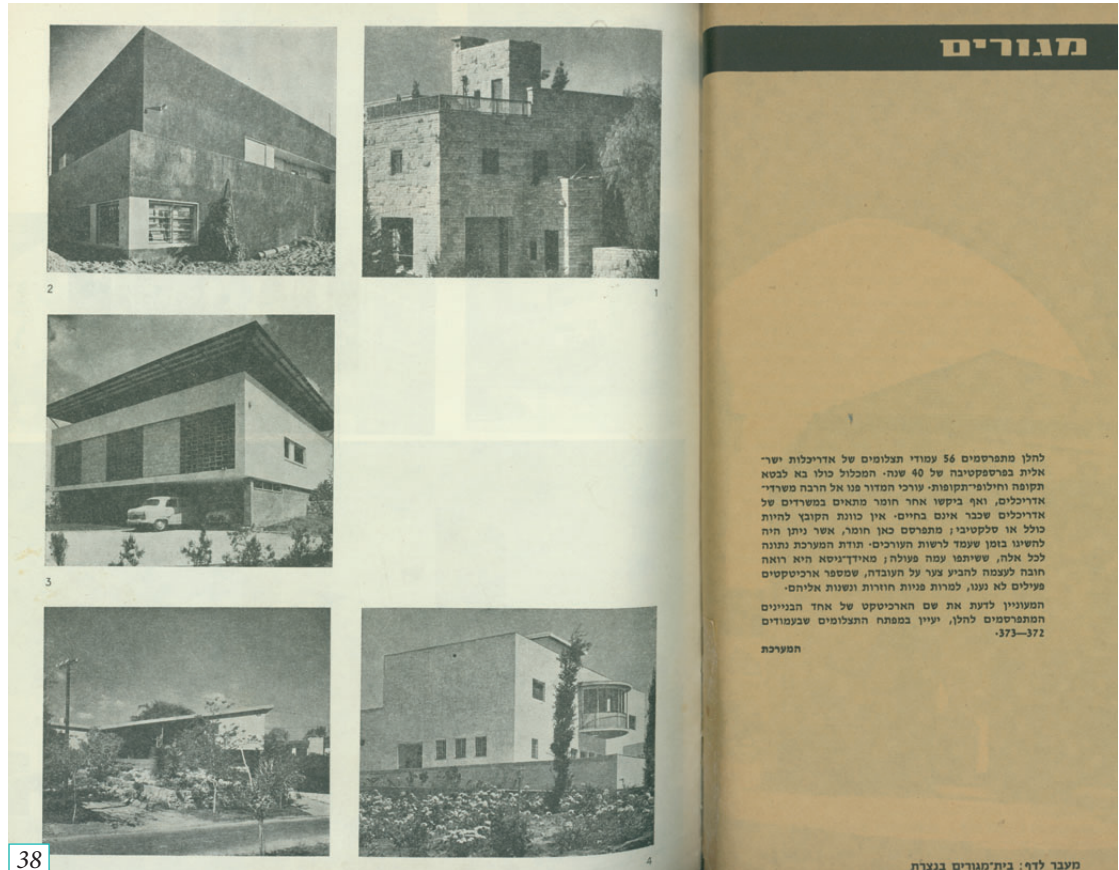 מגורים
להלן מתפרסמים 56 עמודי תצלומים של אדריכלות ישר־
אלית בפרספקטיבה של 40 שנה. המכלול כולו בא לבטא
תקופה וחילופי־תקופות. עורכי המדור פנו אל הרבה משרדי־
אדריכלים, ואף ביקשו אחר חומר מתאים במשרדים של
אדריכלים שכבר אינם בחיים. אין כוונת הקובץ להיות
כולל או סלקטיבי; מתפרסם כאן חומר, אשר ניתן היה
להשיגו בזמן שעמד לרשות העורכים. תודת המערכת נתונה
לכל אלה, ששיתפו עמה פעולה; מאידך־גיסא היא רואה
חובה לעצמה להביע צער על העובדה, שמספר ארכיטקטים
פעילים לא נענו, למרות פניות חוזרות ונשנות אליהם.
המעוניין לדעת את שם הארכיטקט של אחד הבניינים
המתפרסמים להלן, יעיין במפתח התצלומים שבעמודים
372—373.
המערכת
מעבר לדף: בית־מגורים בנצרת
1
2
3
4
38